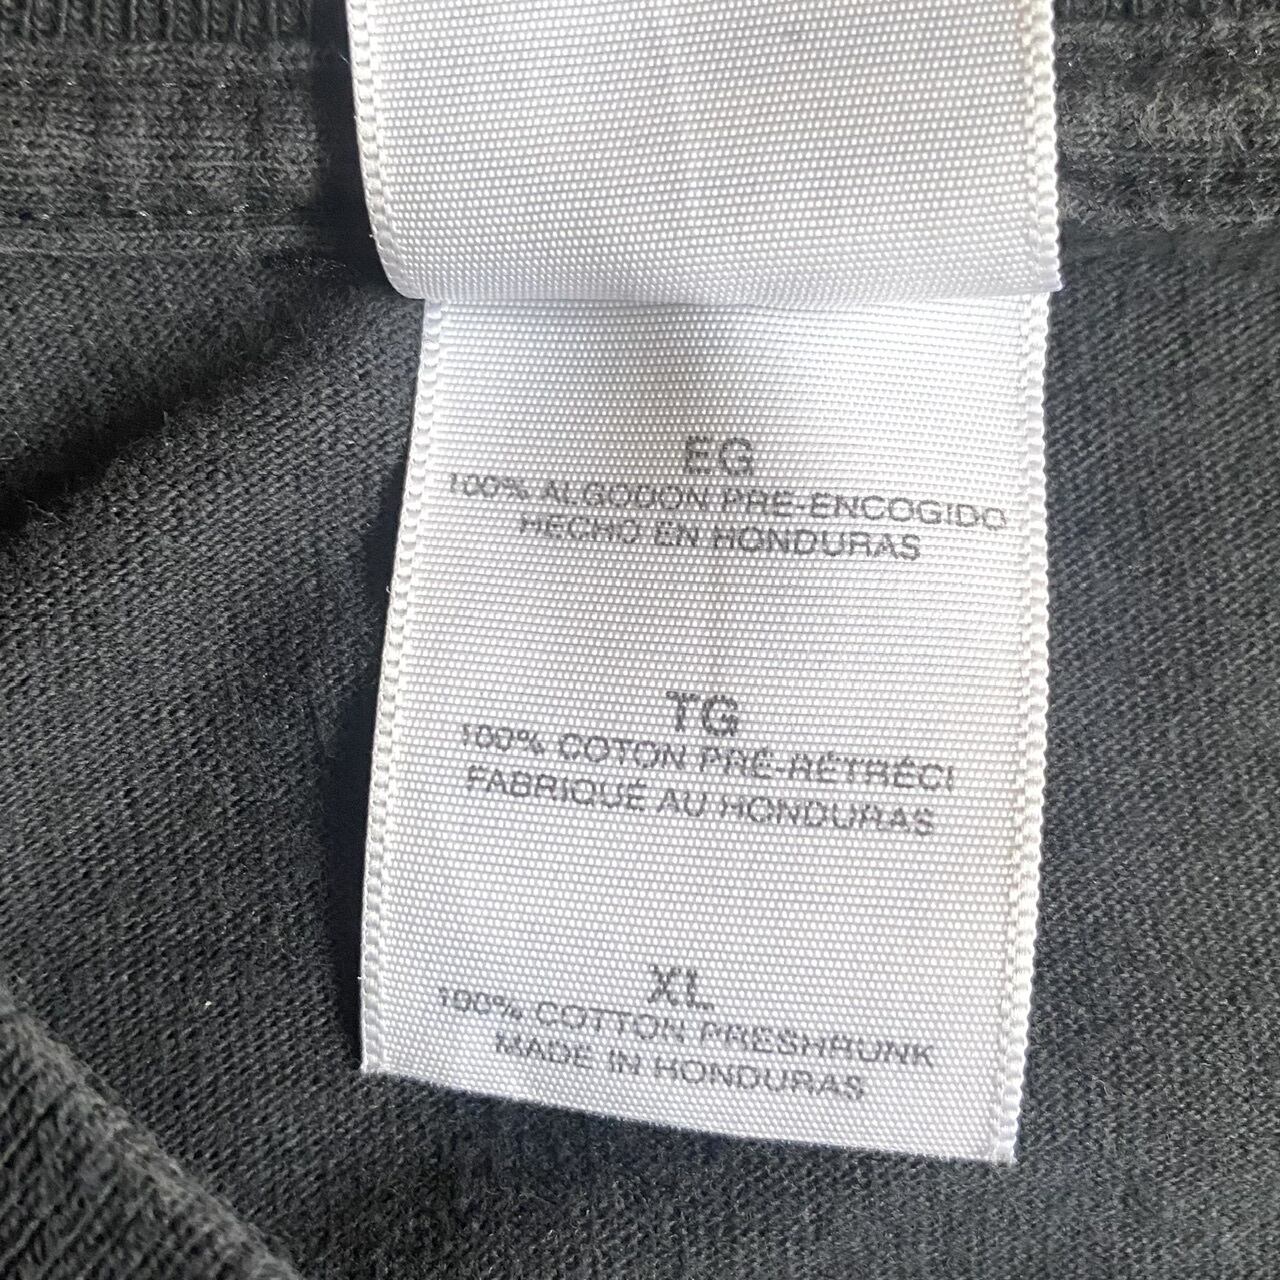 EG
100% ALGODON PRE-ENCOGIDO
HECHO EN HONDURAS
TG
100% COTON PRÉ-RÉTRÉCI
FABRIQUÉ AU HONDURAS
XL
100% COTTON PRESHRUNK
MADE IN HONDURAS